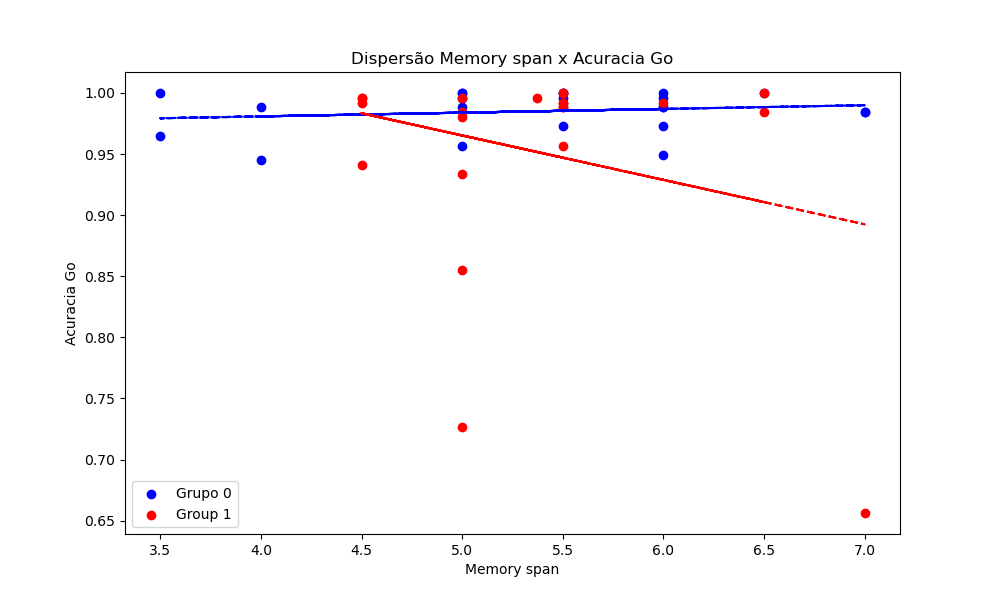 Dispersão Memory span x Acuracia Go
1.00
0.95
0.90
0.85
0.80
0.75
0.70
0.65
Acuracia Go
Grupo 0
Group 1
3.5 4.0 4.5 5.0 5.5 6.0 6.5 7.0
Memory span